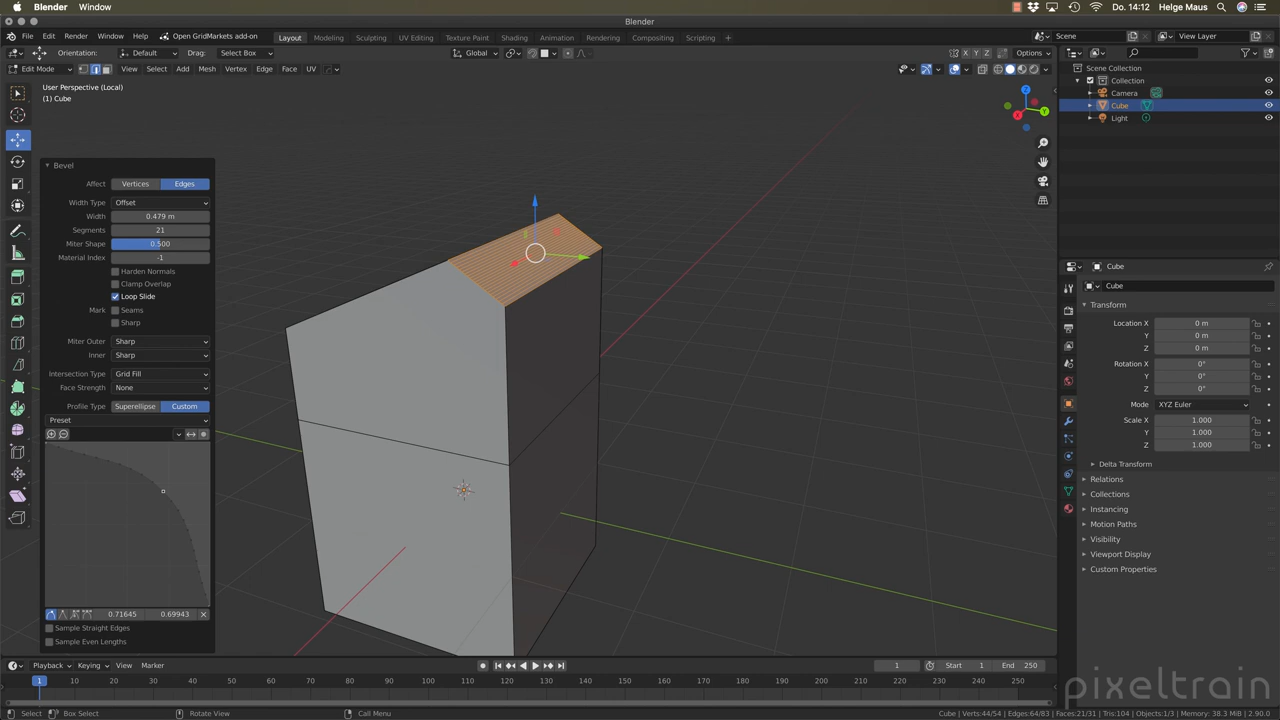 Blender Window
Do. 14:12 Helge Maus
Blender
File Edit Render Window Help Open GridMarkets add-on Layout Modeling Sculpting UV Editing Texture Paint Shading Animation Rendering Compositing Scripting Scene View Layer
Orientation: Default Drag: Select Box Global X Y Z Options
Edit Mode View Select Add Mesh Vertex Edge Face UV
Scene Collection
Collection
Camera
Cube
Light
User Perspective (Local)
(1) Cube
Z
Y
X
Bevel
Affect Vertices Edges
Width Type Offset
Width 0.479 m
Segments 21
Miter Shape 0.500
Material Index -1
Harden Normals
Clamp Overlap
Loop Slide
Mark Seams
Sharp
Miter Outer Sharp
Inner Sharp
Intersection Type Grid Fill
Face Strength None
Profile Type Superellipse Custom
Preset
0.71645 0.69943
Sample Straight Edges
Sample Even Lengths
Cube
Cube
Transform
Location X 0 m
Y 0 m
Z 0 m
Rotation X 0°
Y 0°
Z 0°
Mode XYZ Euler
Scale X 1.000
Y 1.000
Z 1.000
Delta Transform
Relations
Collections
Instancing
Motion Paths
Visibility
Viewport Display
Custom Properties
Playback Keying View Marker 1 Start 1 End 250
1 10 20 30 40 50 60 70 80 90 100 110 120 130 140 150 160 170 180 190 200 210 220 230 240 250
pixeltrain
Select Box Select Rotate View Call Menu Cube | Verts:44/54 | Edges:64/83 | Faces:21/31 | Tris:104 | Objects:1/3 | Memory: 38.3 MiB | 2.90.0